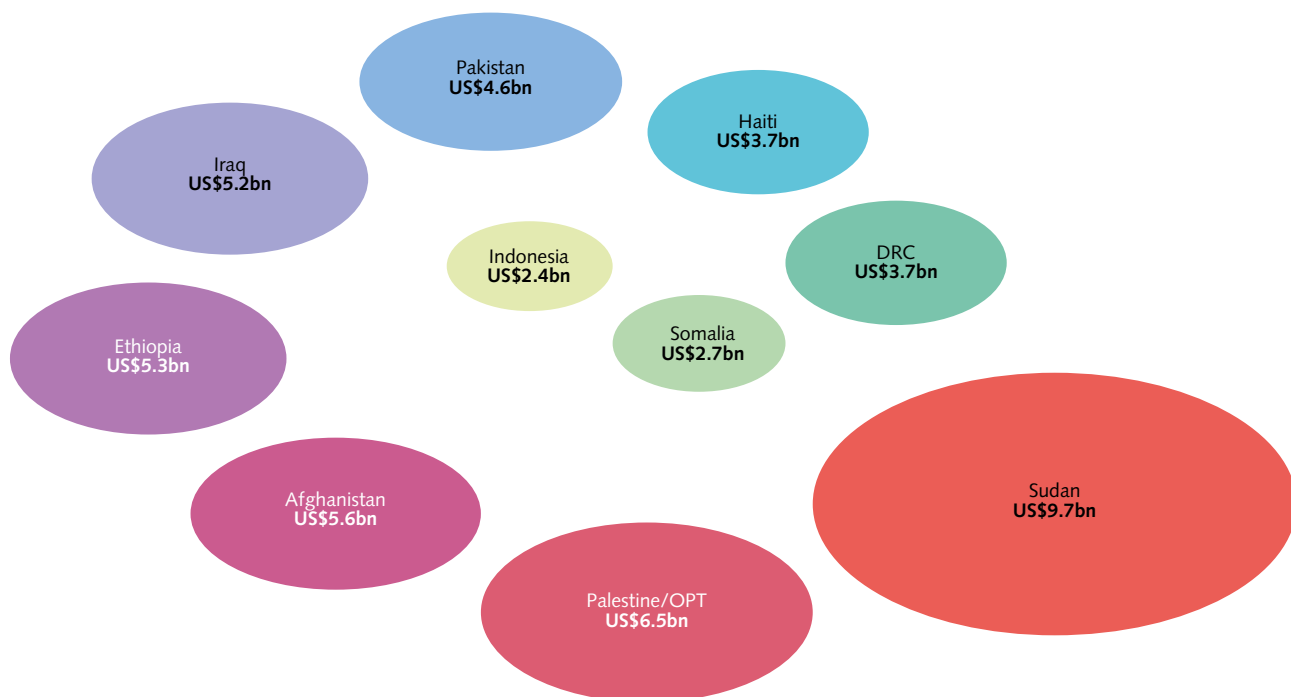 Pakistan
US$4.6bn
Haiti
US$3.7bn
Iraq
US$5.2bn
Indonesia
US$2.4bn
DRC
US$3.7bn
Somalia
US$2.7bn
Ethiopia
US$5.3bn
Afghanistan
US$5.6bn
Sudan
US$9.7bn
Palestine/OPT
US$6.5bn